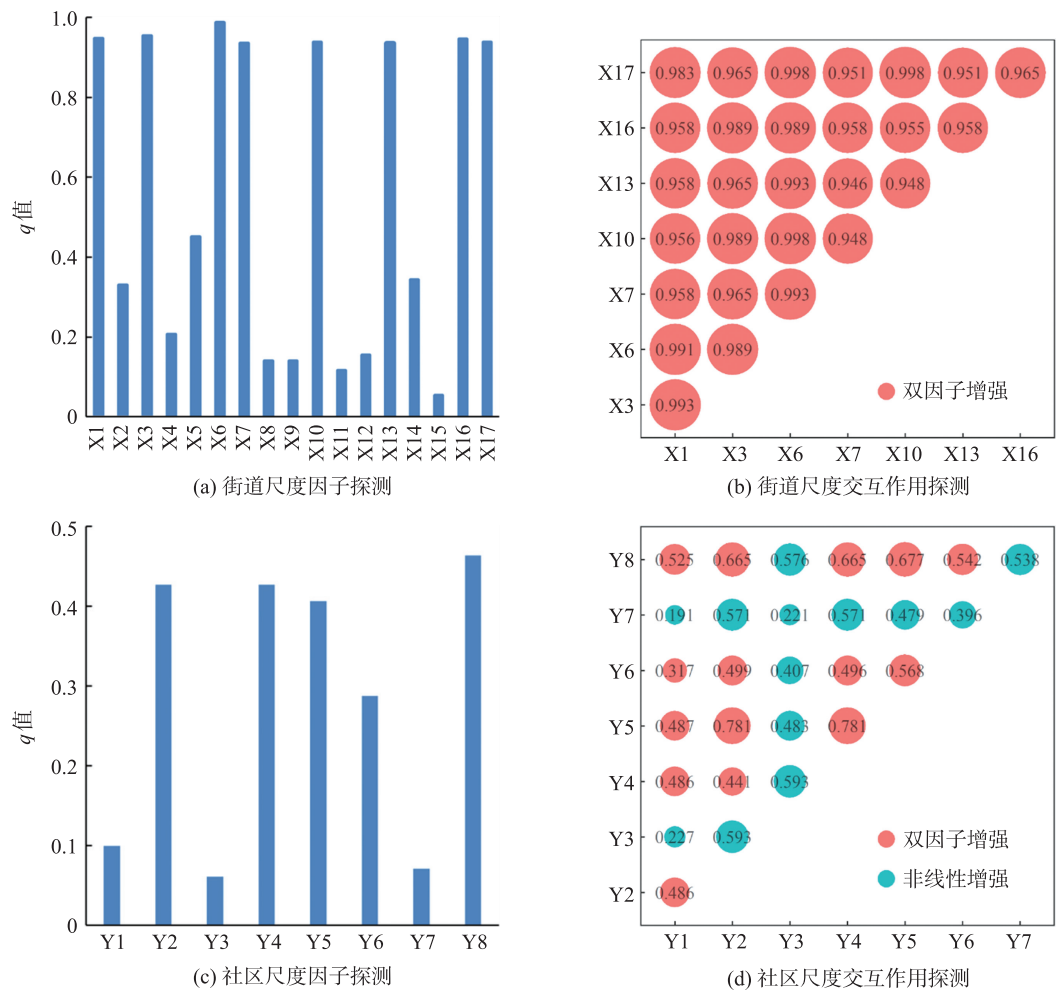 1.0
0.8
0.6
0.4
0.2
0
q值
X1 X2 X3 X4 X5 X6 X7 X8 X9 X10 X11 X12 X13 X14 X15 X16 X17
(a) 街道尺度因子探测
X17 0.983 0.965 0.998 0.951 0.998 0.951 0.965
X16 0.958 0.989 0.989 0.958 0.955 0.958
X13 0.958 0.965 0.993 0.946 0.948
X10 0.956 0.989 0.998 0.948
X7 0.958 0.965 0.993
X6 0.991 0.989
双因子增强
X3 0.993
X1 X3 X6 X7 X10 X13 X16
(b) 街道尺度交互作用探测
0.5
0.4
0.3
0.2
0.1
0
q值
Y1 Y2 Y3 Y4 Y5 Y6 Y7 Y8
(c) 社区尺度因子探测
Y8 0.525 0.665 0.576 0.665 0.677 0.542 0.538
Y7 0.191 0.571 0.221 0.571 0.479 0.396
Y6 0.317 0.499 0.407 0.496 0.568
Y5 0.487 0.781 0.483 0.781
Y4 0.486 0.441 0.593
Y3 0.227 0.593
双因子增强
非线性增强
Y2 0.486
Y1 Y2 Y3 Y4 Y5 Y6 Y7
(d) 社区尺度交互作用探测